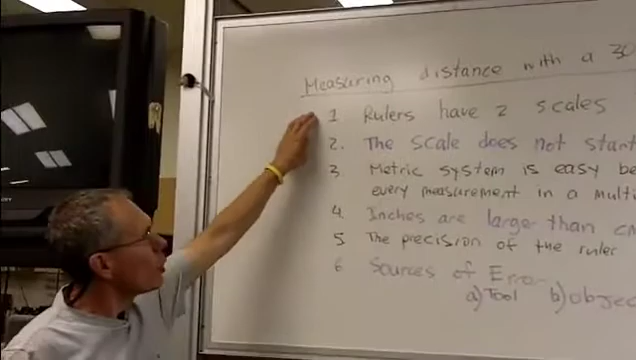 Measuring distance with a 30
1 Rulers have 2 scales
2. The scale does not start
3 Metric system is easy be
every measurement in a multi
4. Inches are larger than cm
5. The precision of the ruler
6 Sources of Error
a) Tool b) objec